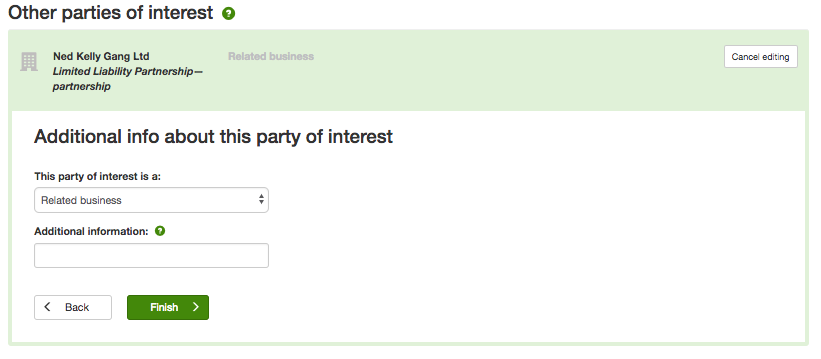 Other parties of interest ?
Ned Kelly Gang Ltd
Related business
Cancel editing
Limited Liability Partnership—
partnership
Additional info about this party of interest
This party of interest is a:
Related business
Additional information: ?
Back
Finish